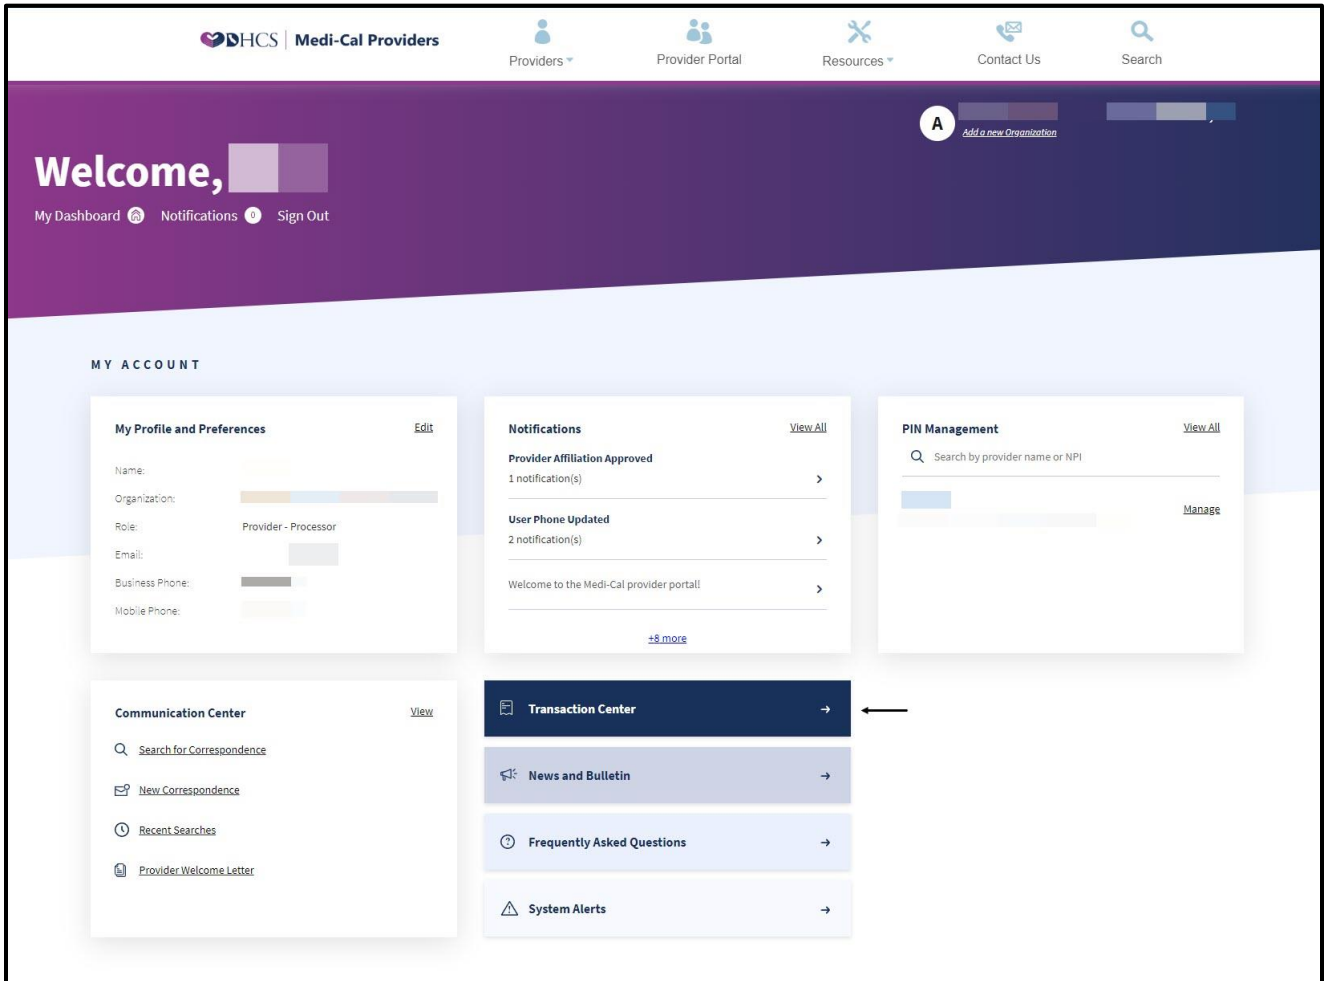 DHCS | Medi-Cal Providers
Providers
Provider Portal
Resources
Contact Us
Search
A
Add a new Organization
Welcome,
My Dashboard
Notifications 0
Sign Out
MY ACCOUNT
My Profile and Preferences
Edit
Name:
Organization:
Role: Provider - Processor
Email:
Business Phone:
Mobile Phone:
Notifications
View All
Provider Affiliation Approved
1 notification(s)
User Phone Updated
2 notification(s)
Welcome to the Medi-Cal provider portal!
+8 more
PIN Management
View All
Search by provider name or NPI
Manage
Communication Center
View
Search for Correspondence
New Correspondence
Recent Searches
Provider Welcome Letter
Transaction Center
News and Bulletin
Frequently Asked Questions
System Alerts